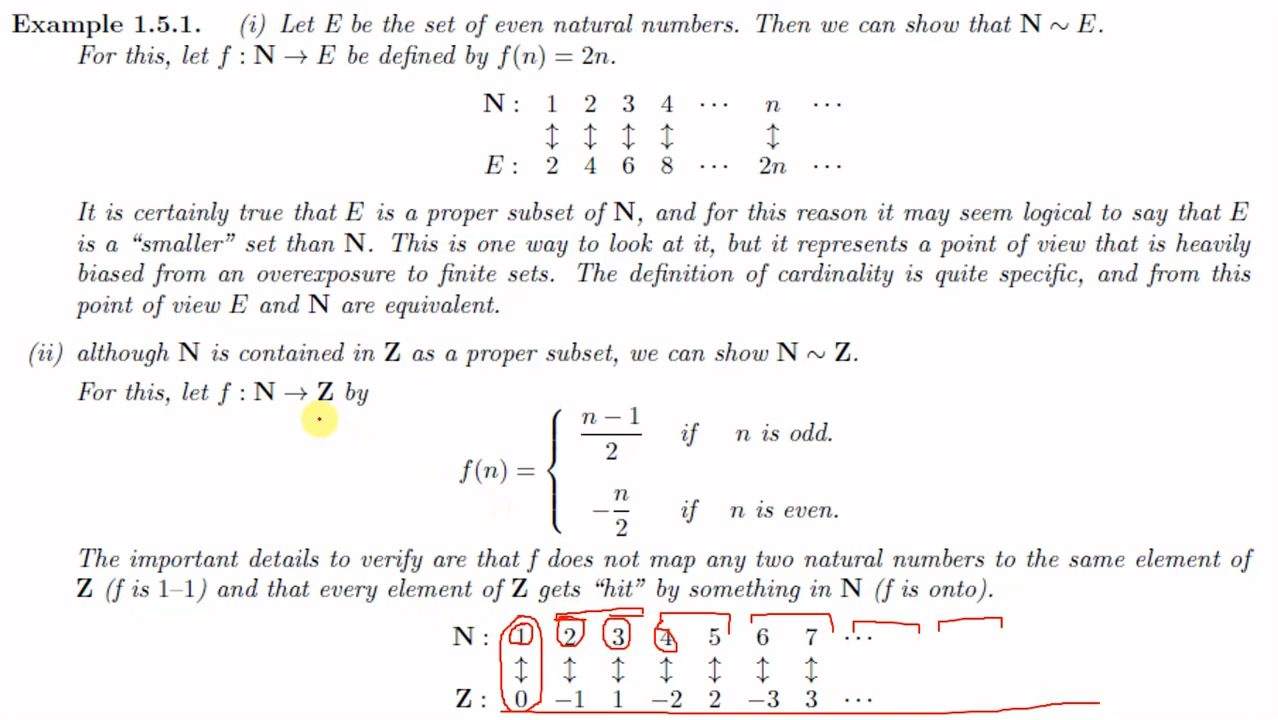 Example 1.5.1. (i) Let E be the set of even natural numbers. Then we can show that N ∼ E.
For this, let f : N → E be defined by f(n) = 2n.
N : 1 2 3 4 ⋯ n ⋯
↕ ↕ ↕ ↕ ↕
E : 2 4 6 8 ⋯ 2n ⋯
It is certainly true that E is a proper subset of N, and for this reason it may seem logical to say that E
is a “smaller” set than N. This is one way to look at it, but it represents a point of view that is heavily
biased from an overexposure to finite sets. The definition of cardinality is quite specific, and from this
point of view E and N are equivalent.
(ii) although N is contained in Z as a proper subset, we can show N ∼ Z.
For this, let f : N → Z by
f(n) = { (n − 1)/2 if n is odd.
−n/2 if n is even.
The important details to verify are that f does not map any two natural numbers to the same element of
Z (f is 1–1) and that every element of Z gets “hit” by something in N (f is onto).
N : 1 2 3 4 5 6 7 ⋯
↕ ↕ ↕ ↕ ↕ ↕ ↕
Z : 0 −1 1 −2 2 −3 3 ⋯